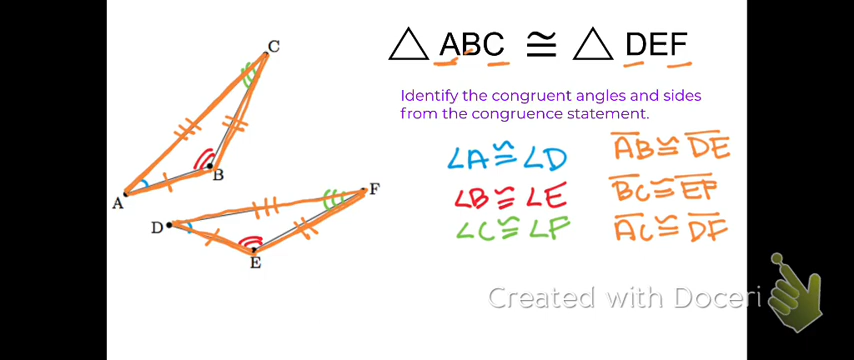 △ ABC ≅ △ DEF
Identify the congruent angles and sides
from the congruence statement.
∠A ≅ ∠D
∠B ≅ ∠E
∠C ≅ ∠F
AB ≅ DE
BC ≅ EF
AC ≅ DF
C
B
A
F
D
E
Created with Doceri